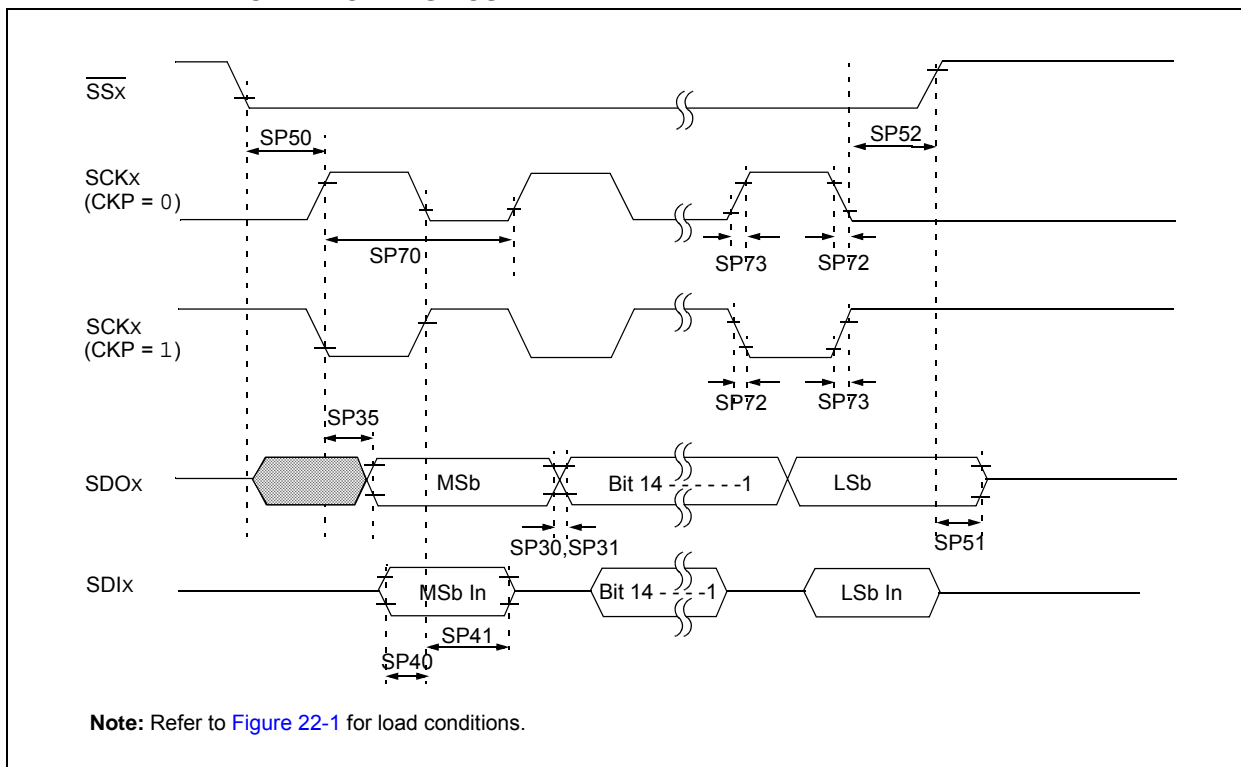 SSx
SP50
SP52
SCKx
(CKP = 0)
SP70
SP73
SP72
SCKx
(CKP = 1)
SP72
SP73
SP35
SDOx
MSb
Bit 14 - - - - - -1
LSb
SP30,SP31
SP51
SDIx
MSb In
Bit 14 - - - -1
LSb In
SP41
SP40
Note: Refer to Figure 22-1 for load conditions.